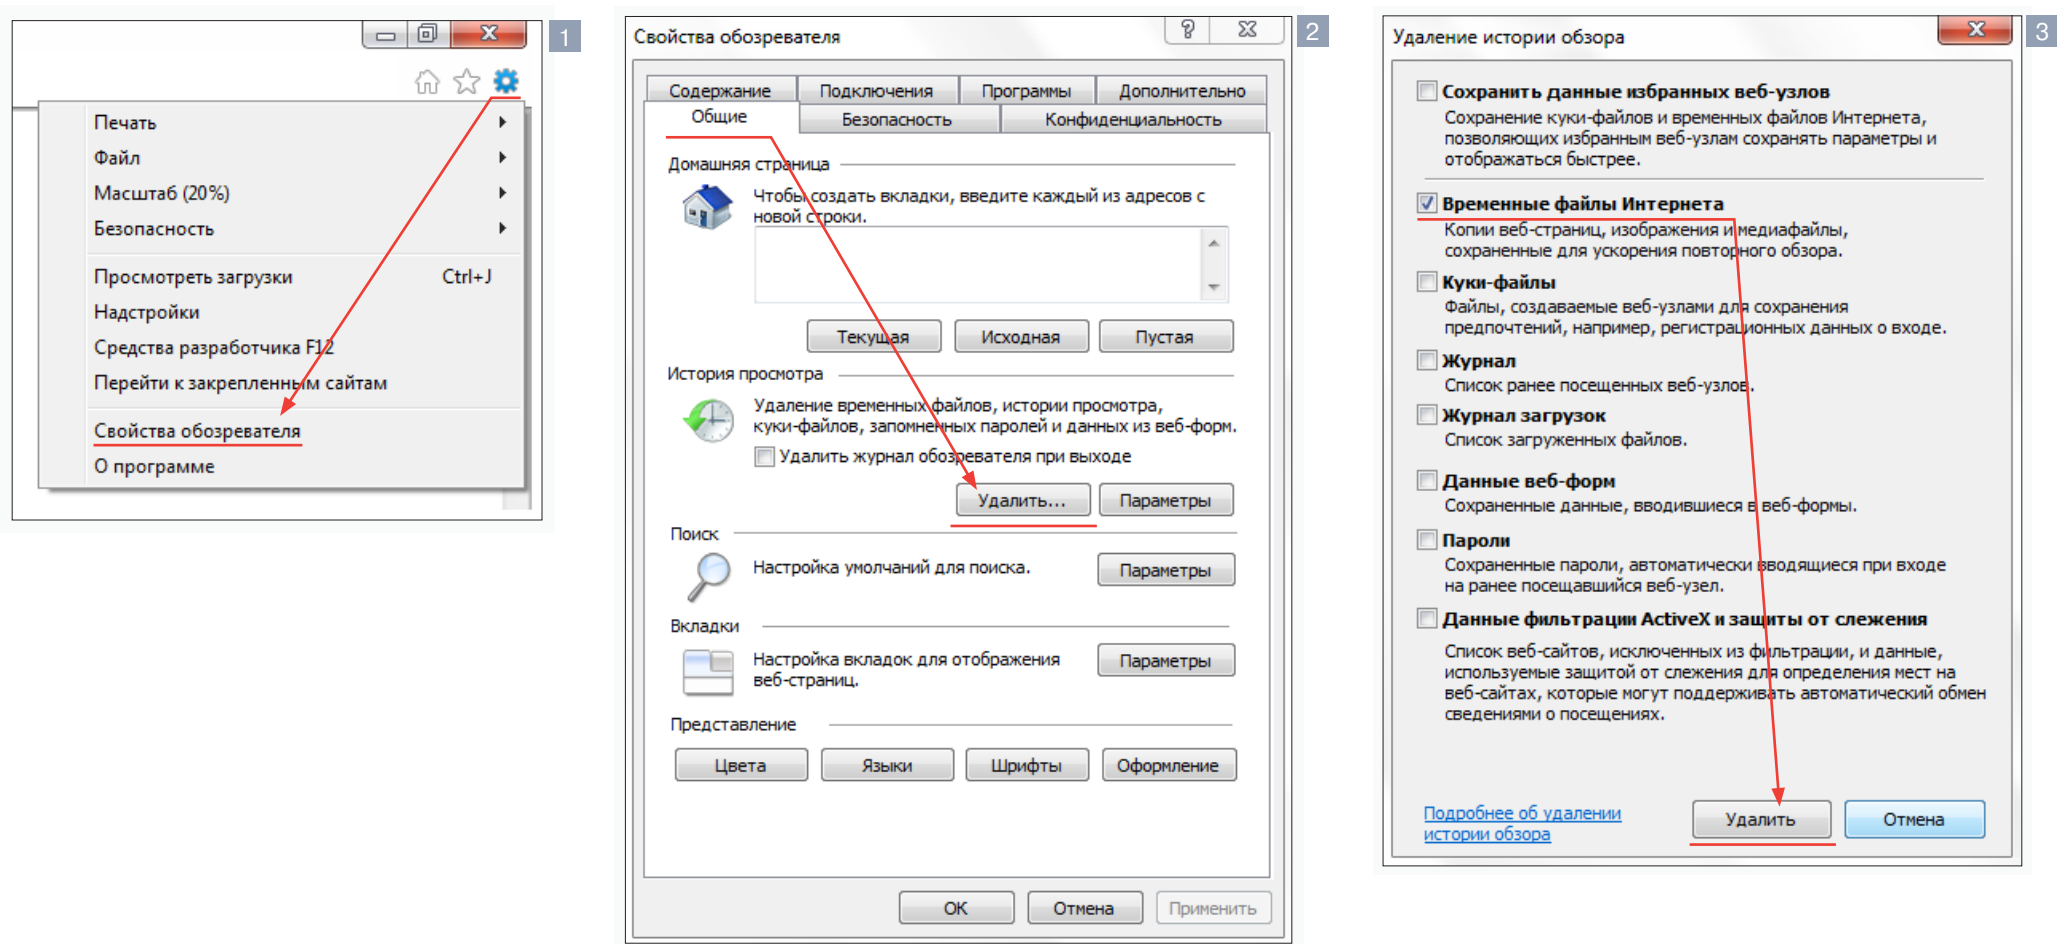 1
Печать
Файл
Масштаб (20%)
Безопасность
Просмотреть загрузки Ctrl+J
Надстройки
Средства разработчика F12
Перейти к закрепленным сайтам
Свойства обозревателя
О программе
2
Свойства обозревателя
Содержание Подключения Программы Дополнительно
Общие Безопасность Конфиденциальность
Домашняя страница
Чтобы создать вкладки, введите каждый из адресов с
новой строки.
Текущая Исходная Пустая
История просмотра
Удаление временных файлов, истории просмотра,
куки-файлов, запомненных паролей и данных из веб-форм.
Удалить журнал обозревателя при выходе
Удалить... Параметры
Поиск
Настройка умолчаний для поиска. Параметры
Вкладки
Настройка вкладок для отображения
веб-страниц.
Параметры
Представление
Цвета Языки Шрифты Оформление
ОК Отмена Применить
3
Удаление истории обзора
Сохранить данные избранных веб-узлов
Сохранение куки-файлов и временных файлов Интернета,
позволяющих избранным веб-узлам сохранять параметры и
отображаться быстрее.
Временные файлы Интернета
Копии веб-страниц, изображения и медиафайлы,
сохраненные для ускорения повторного обзора.
Куки-файлы
Файлы, создаваемые веб-узлами для сохранения
предпочтений, например, регистрационных данных о входе.
Журнал
Список ранее посещенных веб-узлов.
Журнал загрузок
Список загруженных файлов.
Данные веб-форм
Сохраненные данные, вводившиеся в веб-формы.
Пароли
Сохраненные пароли, автоматически вводящиеся при входе
на ранее посещавшийся веб-узел.
Данные фильтрации ActiveX и защиты от слежения
Список веб-сайтов, исключенных из фильтрации, и данные,
используемые защитой от слежения для определения мест на
веб-сайтах, которые могут поддерживать автоматический обмен
сведениями о посещениях.
Подробнее об удалении
истории обзора
Удалить Отмена